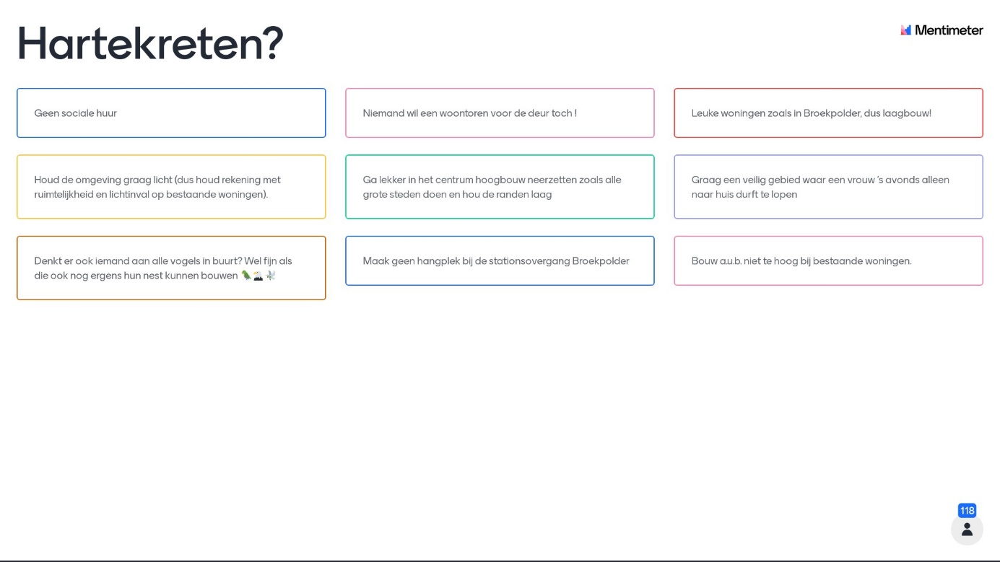 Hartekreten?
Mentimeter
Geen sociale huur
Niemand wil een woontoren voor de deur toch !
Leuke woningen zoals in Broekpolder, dus laagbouw!
Houd de omgeving graag licht (dus houd rekening met
ruimtelijkheid en lichtinval op bestaande woningen).
Ga lekker in het centrum hoogbouw neerzetten zoals alle
grote steden doen en hou de randen laag
Graag een veilig gebied waar een vrouw 's avonds alleen
naar huis durft te lopen
Denkt er ook iemand aan alle vogels in buurt? Wel fijn als
die ook nog ergens hun nest kunnen bouwen 🦜🏔️🕊️
Maak geen hangplek bij de stationsovergang Broekpolder
Bouw a.u.b. niet te hoog bij bestaande woningen.
118